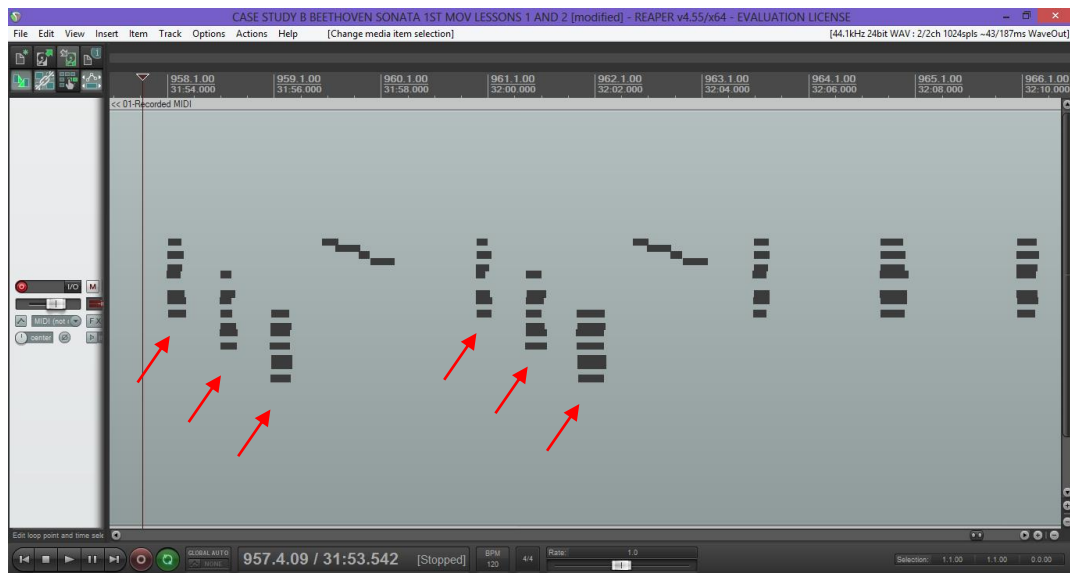 CASE STUDY B BEETHOVEN SONATA 1ST MOV LESSONS 1 AND 2 [modified] - REAPER v4.55/x64 - EVALUATION LICENSE
File Edit View Insert Item Track Options Actions Help [Change media item selection] [44.1kHz 24bit WAV : 2/2ch 1024spls ~43/187ms WaveOut]
958.1.00 959.1.00 960.1.00 961.1.00 962.1.00 963.1.00 964.1.00 965.1.00 966.1.00
31:54.000 31:56.000 31:58.000 32:00.000 32:02.000 32:04.000 32:06.000 32:08.000 32:10.000
<< 01-Recorded MIDI
I/O M
MIDI (not FX
center
Edit loop point and time sele
GLOBAL AUTO
NONE
957.4.09 / 31:53.542 [Stopped]
BPM
120
4/4
Rate: 1.0
Selection: 1.1.00 1.1.00 0.0.00